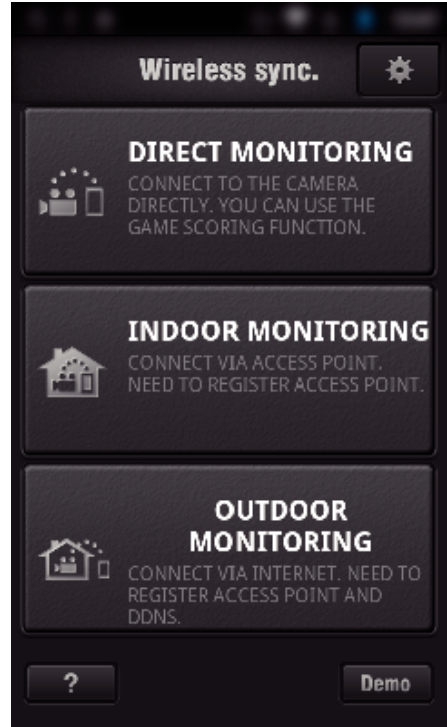 Wireless sync.
DIRECT MONITORING
CONNECT TO THE CAMERA
DIRECTLY. YOU CAN USE THE
GAME SCORING FUNCTION.
INDOOR MONITORING
CONNECT VIA ACCESS POINT.
NEED TO REGISTER ACCESS POINT.
OUTDOOR
MONITORING
CONNECT VIA INTERNET. NEED TO
REGISTER ACCESS POINT AND
DDNS.
?
Demo